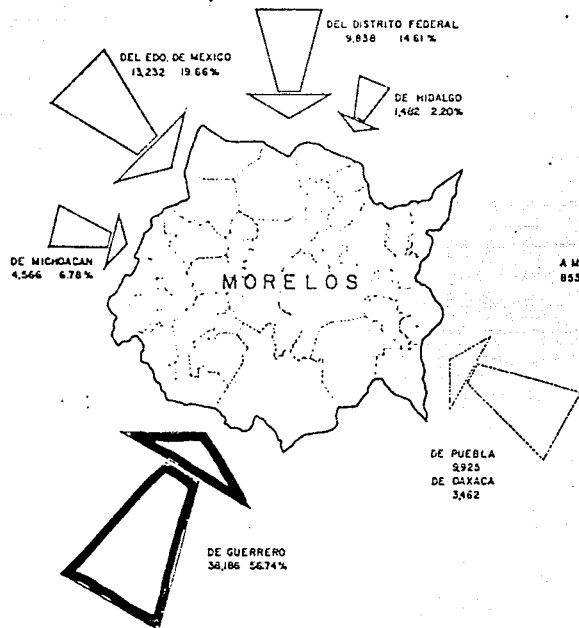 DEL DISTRITO FEDERAL
9,838 14.61%
DEL EDO. DE MEXICO
13,232 19.66%
DE HIDALGO
1,482 2.20%
DE MICHOACAN
4,566 6.78%
MORELOS
A M
853
DE PUEBLA
9,925
DE OAXACA
3,462
DE GUERRERO
38,186 56.74%